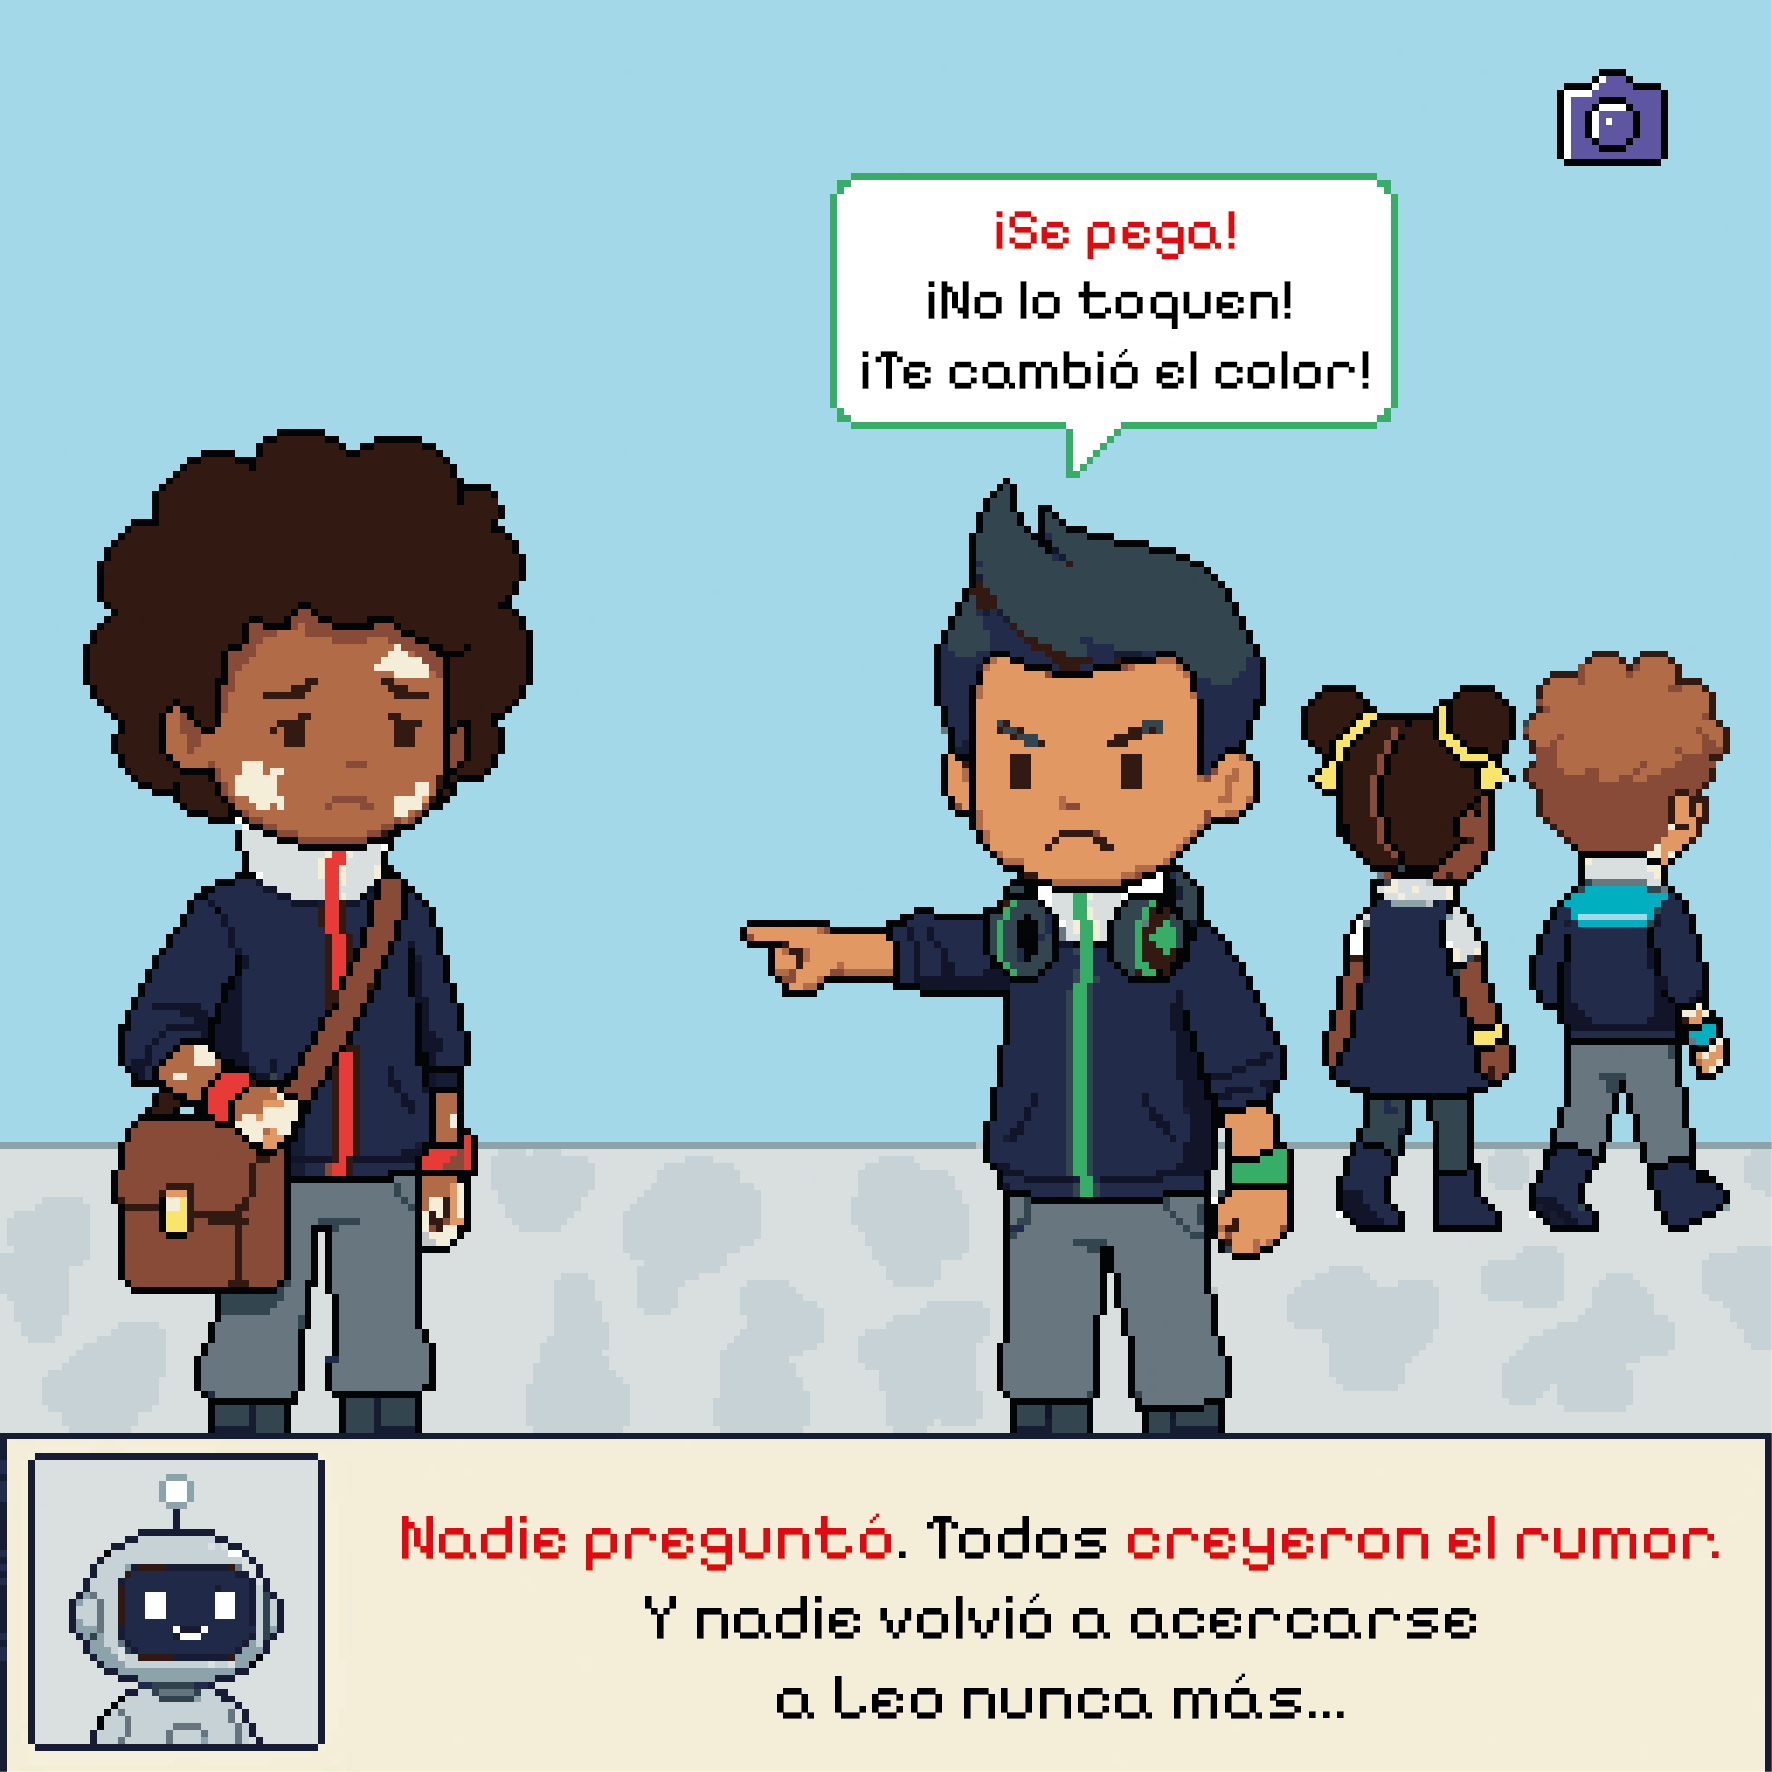 ¡Se pega!
¡No lo toquen!
¡Te cambió el color!
Nadie preguntó. Todos creyeron el rumor.
Y nadie volvió a acercarse
a Leo nunca más...